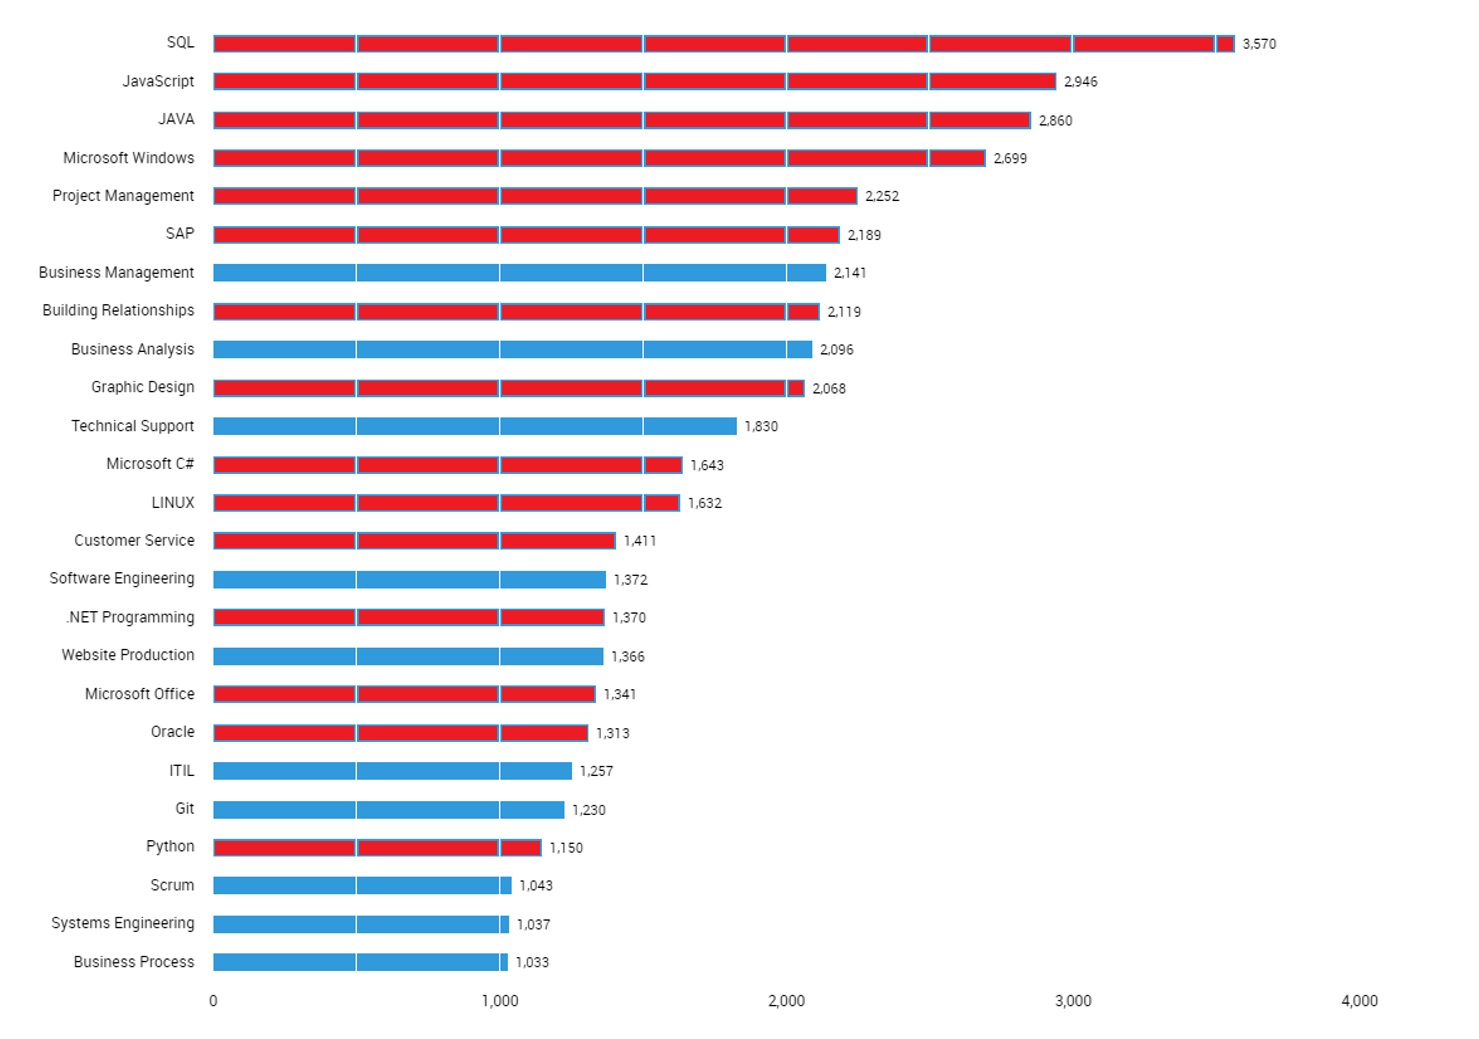 SQL 3,570
JavaScript 2,946
JAVA 2,860
Microsoft Windows 2,699
Project Management 2,252
SAP 2,189
Business Management 2,141
Building Relationships 2,119
Business Analysis 2,096
Graphic Design 2,068
Technical Support 1,830
Microsoft C# 1,643
LINUX 1,632
Customer Service 1,411
Software Engineering 1,372
.NET Programming 1,370
Website Production 1,366
Microsoft Office 1,341
Oracle 1,313
ITIL 1,257
Git 1,230
Python 1,150
Scrum 1,043
Systems Engineering 1,037
Business Process 1,033
0 1,000 2,000 3,000 4,000